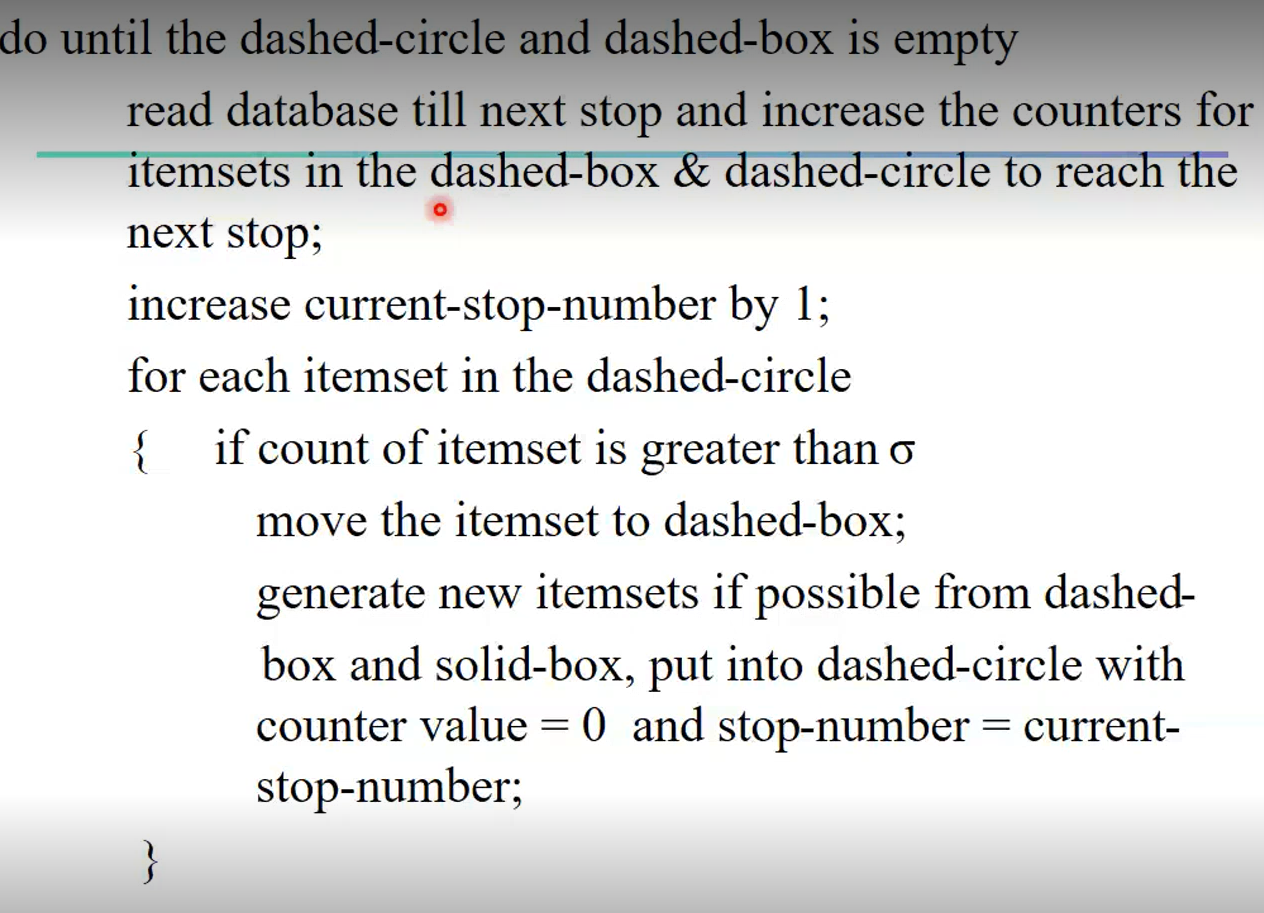 do until the dashed-circle and dashed-box is empty
read database till next stop and increase the counters for
itemsets in the dashed-box & dashed-circle to reach the
next stop;
increase current-stop-number by 1;
for each itemset in the dashed-circle
{ if count of itemset is greater than σ
move the itemset to dashed-box;
generate new itemsets if possible from dashed-
box and solid-box, put into dashed-circle with
counter value = 0 and stop-number = current-
stop-number;
}